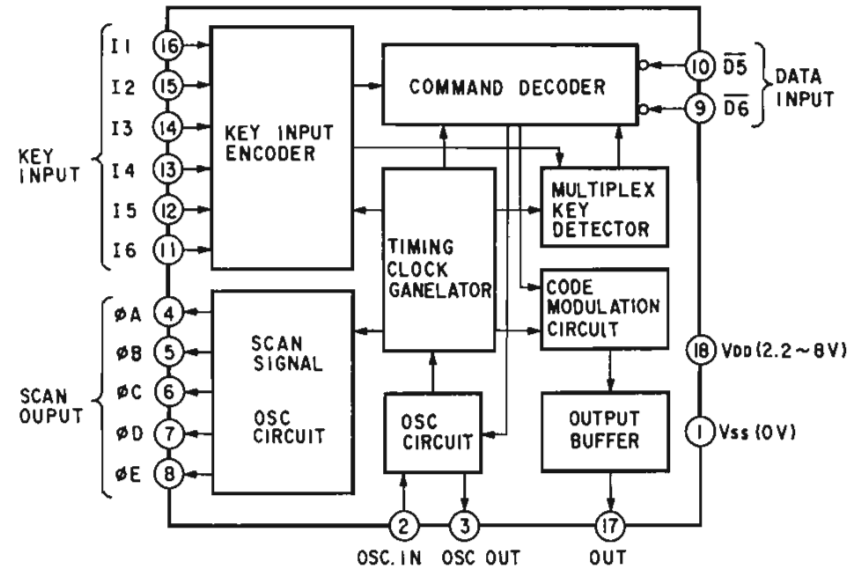 KEY
INPUT
I1
16
I2
15
I3
14
I4
13
I5
12
I6
11
KEY INPUT
ENCODER
COMMAND DECODER
10
D5
9
D6
DATA
INPUT
MULTIPLEX
KEY
DETECTOR
TIMING
CLOCK
GANELATOR
CODE
MODULATION
CIRCUIT
SCAN
OUPUT
ØA
4
ØB
5
ØC
6
ØD
7
ØE
8
SCAN
SIGNAL
OSC
CIRCUIT
OSC
CIRCUIT
OUTPUT
BUFFER
18
VDD (2.2~8V)
1
VSS (0V)
2
3
17
OSC. IN
OSC OUT
OUT